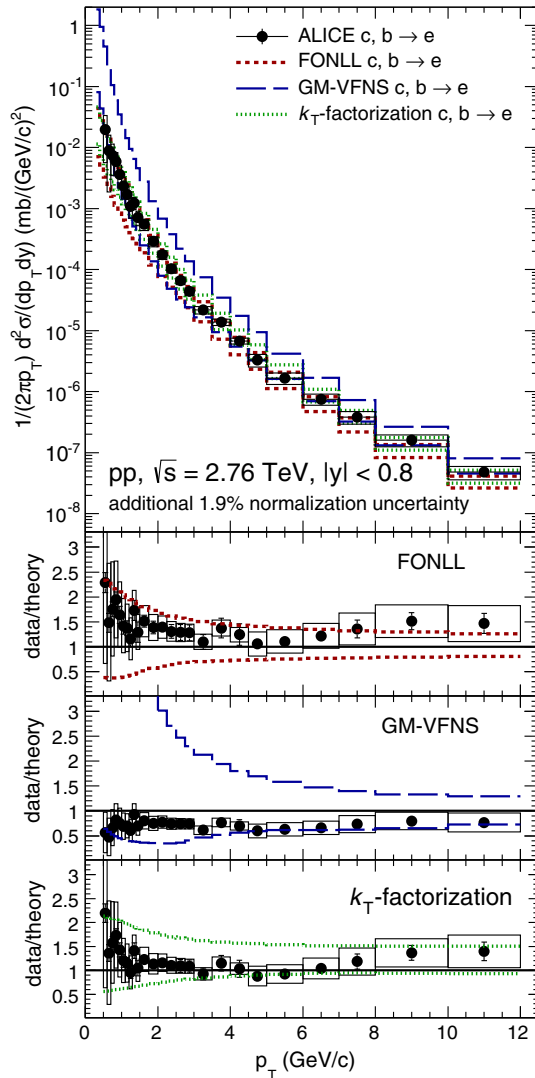 1
10⁻¹
10⁻²
10⁻³
10⁻⁴
10⁻⁵
10⁻⁶
10⁻⁷
10⁻⁸
1/(2πp_T) d²σ/(dp_Tdy) (mb/(GeV/c)²)
ALICE c, b → e
FONLL c, b → e
GM-VFNS c, b → e
k_T-factorization c, b → e
pp, √s = 2.76 TeV, |y| < 0.8
additional 1.9% normalization uncertainty
data/theory
3
2.5
2
1.5
1
0.5
FONLL
data/theory
3
2.5
2
1.5
1
0.5
GM-VFNS
data/theory
3
2.5
2
1.5
1
0.5
k_T-factorization
0 2 4 6 8 10 12
p_T (GeV/c)